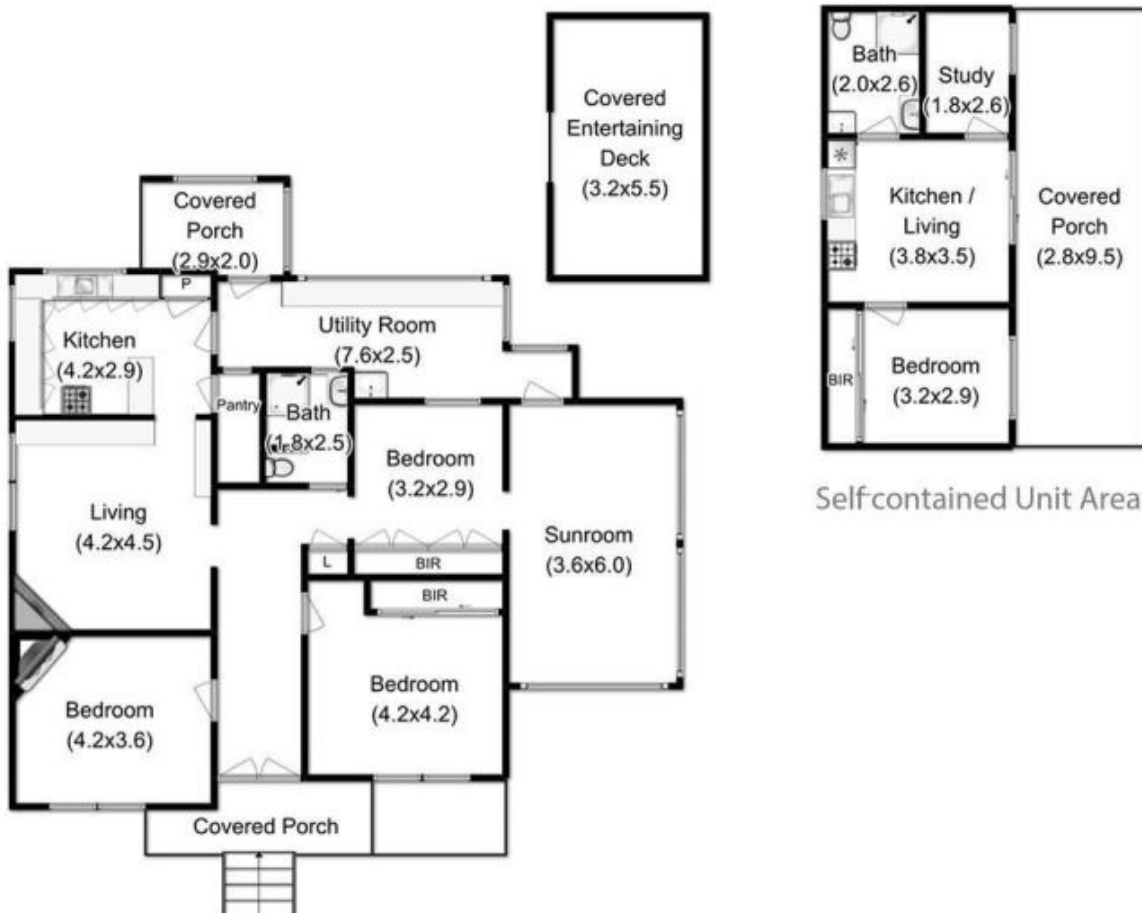 Covered
Entertaining
Deck
(3.2x5.5)
Bath
(2.0x2.6)
Study
(1.8x2.6)
Kitchen /
Living
(3.8x3.5)
Covered
Porch
(2.8x9.5)
BIR
Bedroom
(3.2x2.9)
Self contained Unit Area
Covered
Porch
(2.9x2.0)
P
Kitchen
(4.2x2.9)
Utility Room
(7.6x2.5)
Pantry
Bath
(1.8x2.5)
Bedroom
(3.2x2.9)
Living
(4.2x4.5)
L
BIR
Sunroom
(3.6x6.0)
BIR
Bedroom
(4.2x3.6)
Bedroom
(4.2x4.2)
Covered Porch